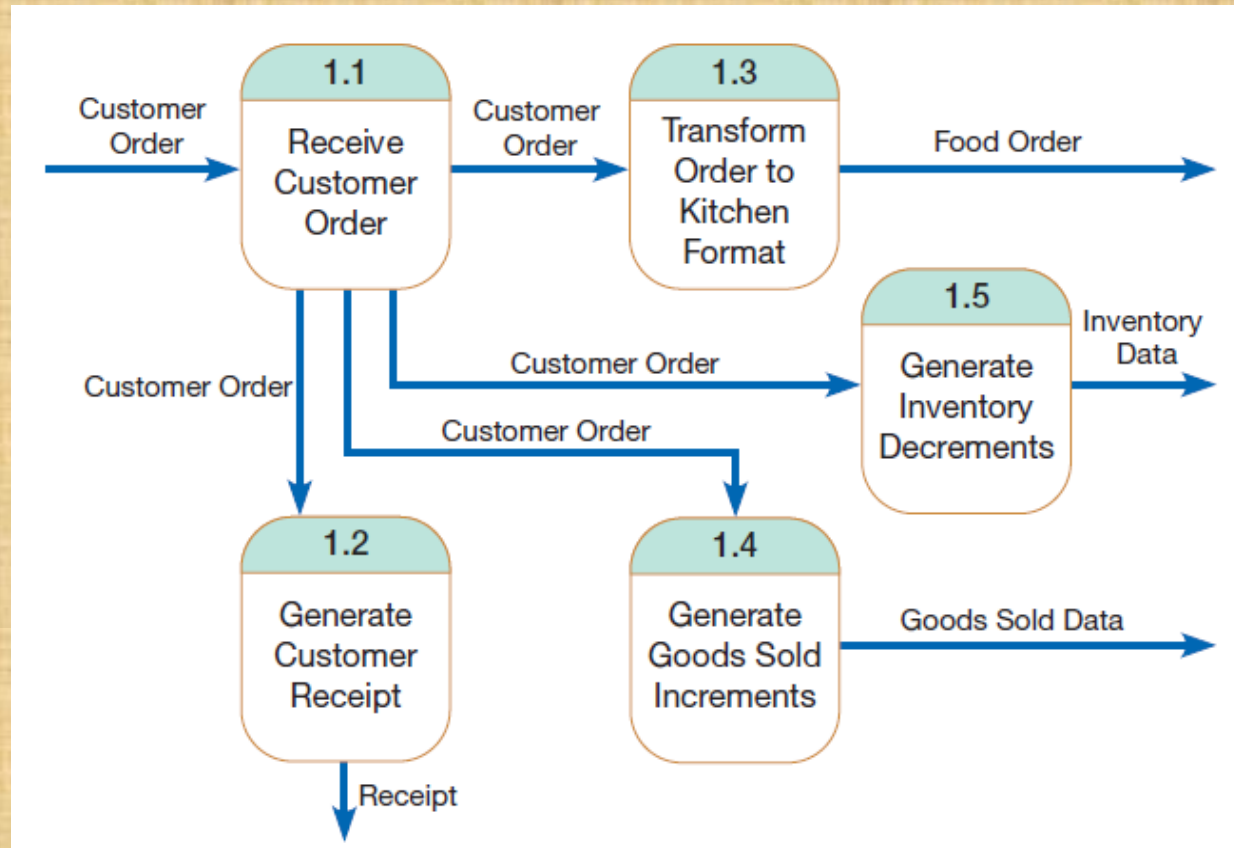 1.1
Receive
Customer
Order
Customer
Order
Customer
Order
1.3
Transform
Order to
Kitchen
Format
Food Order
1.5
Generate
Inventory
Decrements
Inventory
Data
Customer Order
Customer Order
Customer Order
1.2
Generate
Customer
Receipt
Receipt
1.4
Generate
Goods Sold
Increments
Goods Sold Data